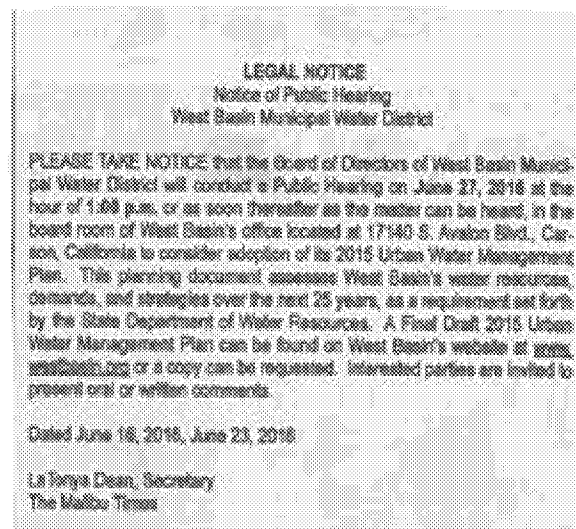 LEGAL NOTICE
Notice of Public Hearing
West Basin Municipal Water District
PLEASE TAKE NOTICE that the Board of Directors of West Basin Munici-
pal Water District will conduct a Public Hearing on June 27, 2016 at the
hour of 1:00 p.m. or as soon thereafter as the matter can be heard, in the
board room of West Basin's office located at 17140 S. Avalon Blvd., Car-
son, California to consider adoption of its 2015 Urban Water Management
Plan. This planning document assesses West Basin's water resources,
demands, and strategies over the next 25 years, as a requirement set forth
by the State Department of Water Resources. A Final Draft 2015 Urban
Water Management Plan can be found on West Basin's website at www.
westbasin.org or a copy can be requested. Interested parties are invited to
present oral or written comments.
Dated June 16, 2016, June 23, 2016
LaTonya Dean, Secretary
The Malibu Times